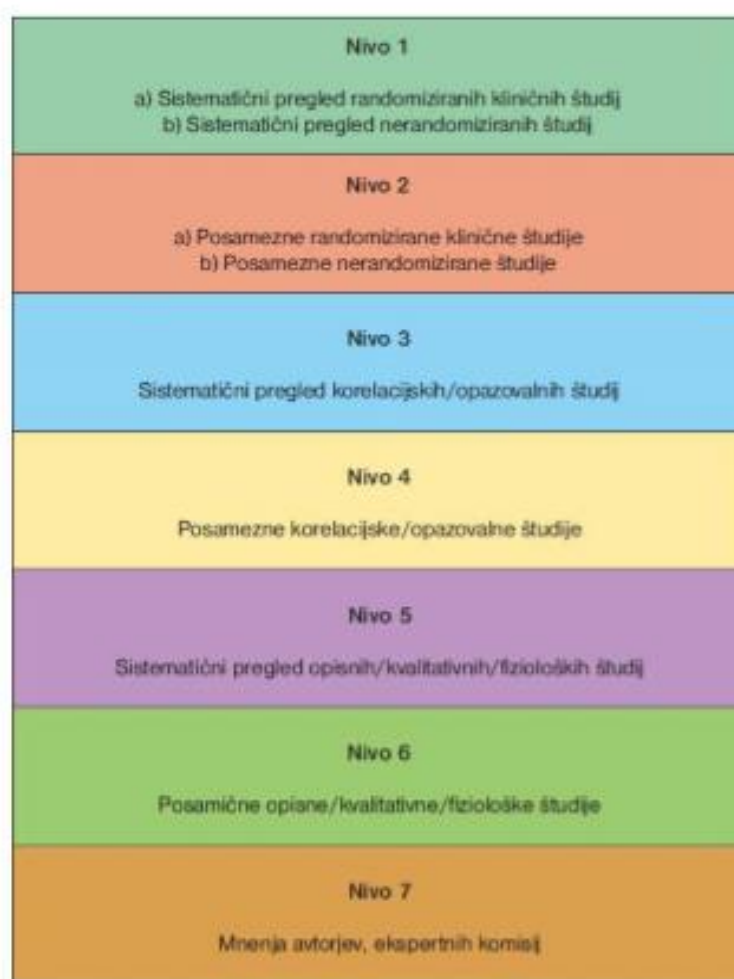 Nivo 1
a) Sistematični pregled randomiziranih kliničnih študij
b) Sistematični pregled nerandomiziranih študij
Nivo 2
a) Posamezne randomizirane klinične študije
b) Posamezne nerandomizirane študije
Nivo 3
Sistematični pregled korelacijskih/opazovalnih študij
Nivo 4
Posamezne korelacijske/opazovalne študije
Nivo 5
Sistematični pregled opisnih/kvalitativnih/fizioloških študij
Nivo 6
Posamične opisne/kvalitativne/fiziološke študije
Nivo 7
Mnenja avtorjev, ekspertnih komisij